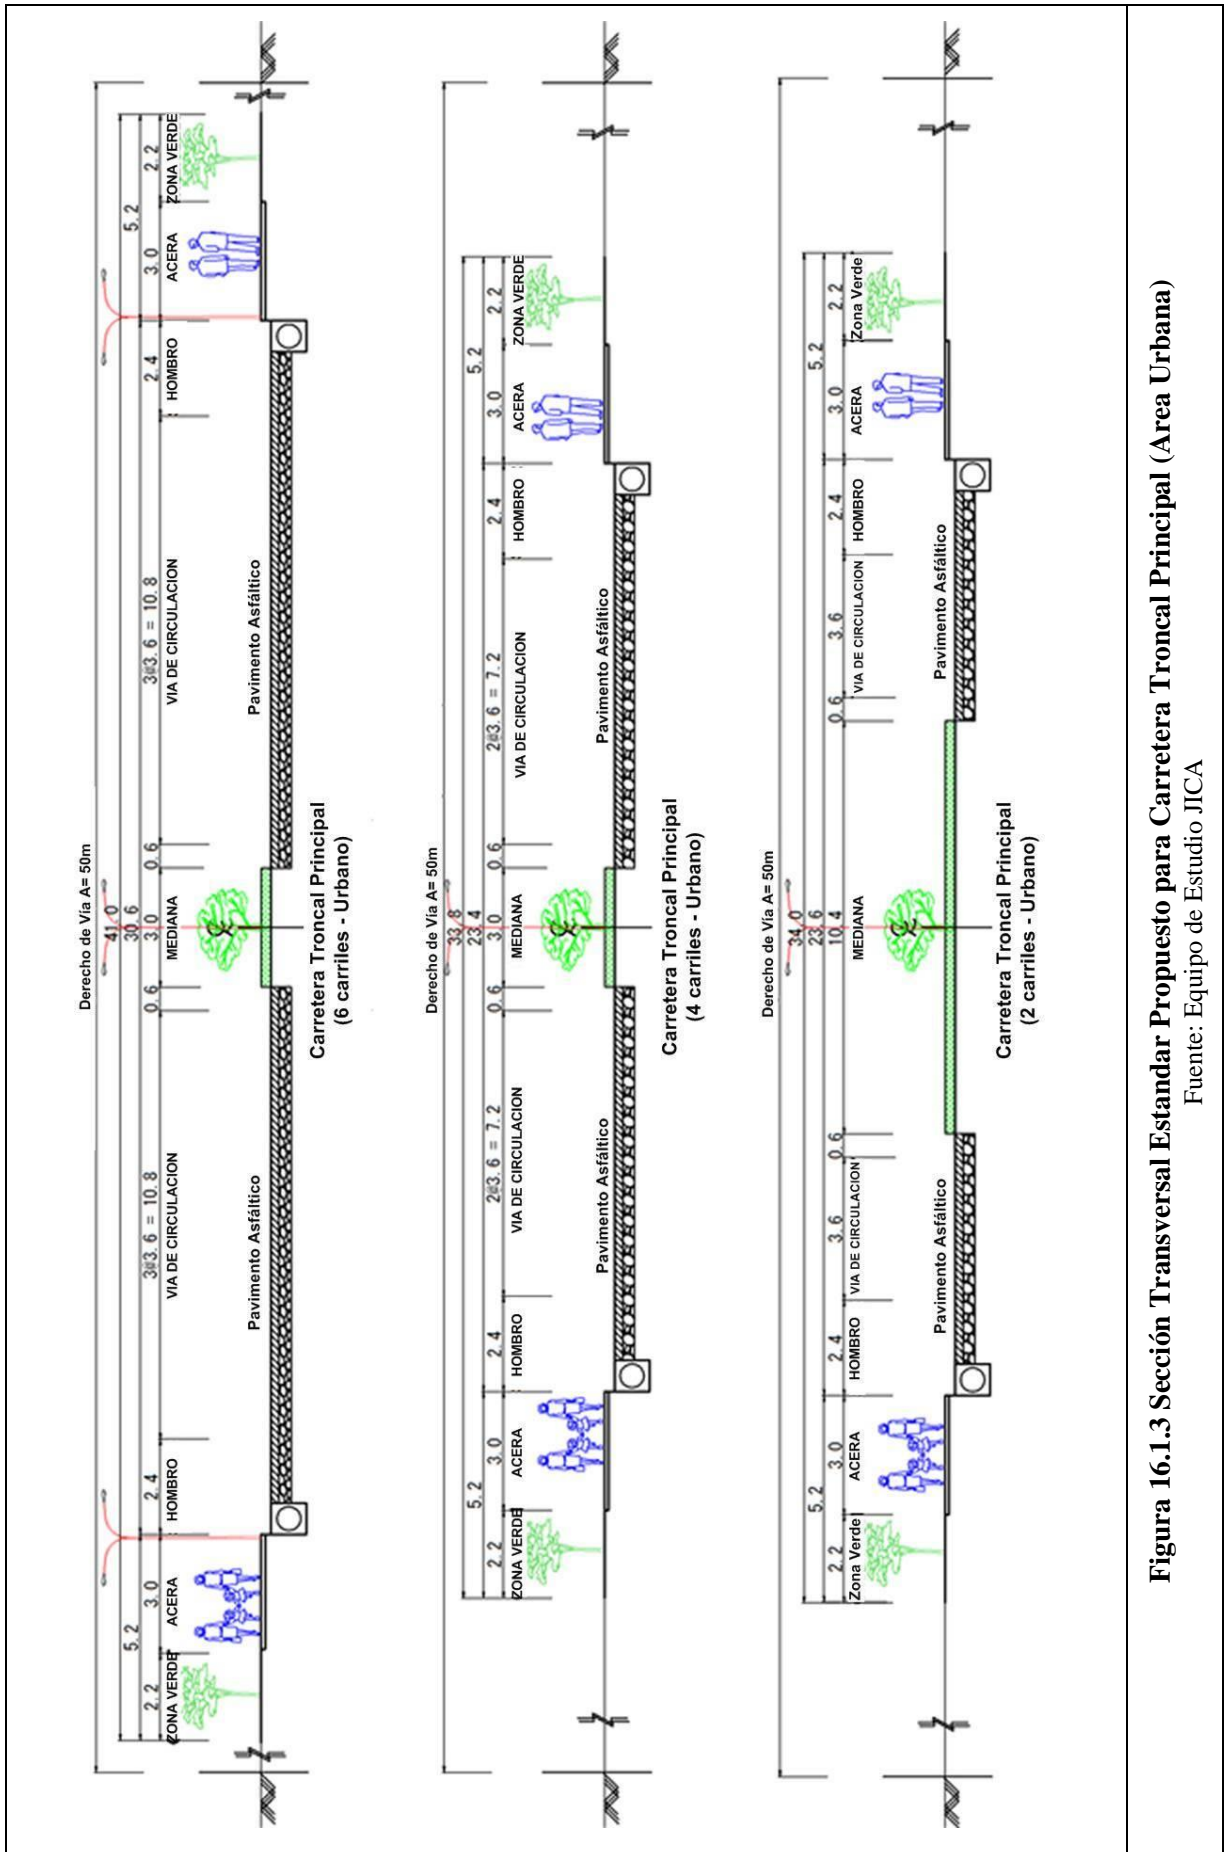 Derecho de Vía A= 50m
41.0
5.2 30.6 5.2
2.2 3.0 2.4 3@3.6 = 10.8 0.6 3.0 0.6 3@3.6 = 10.8 2.4 3.0 2.2
ZONA VERDE ACERA HOMBRO VIA DE CIRCULACION MEDIANA VIA DE CIRCULACION HOMBRO ACERA ZONA VERDE
Pavimento Asfáltico Pavimento Asfáltico
Carretera Troncal Principal
(6 carriles - Urbano)
Derecho de Vía A= 50m
33.8
5.2 23.4 5.2
2.2 3.0 2.4 2@3.6 = 7.2 0.6 3.0 0.6 2@3.6 = 7.2 2.4 3.0 2.2
ZONA VERDE ACERA HOMBRO VIA DE CIRCULACION MEDIANA VIA DE CIRCULACION HOMBRO ACERA ZONA VERDE
Pavimento Asfáltico Pavimento Asfáltico
Carretera Troncal Principal
(4 carriles - Urbano)
Derecho de Vía A= 50m
34.0
5.2 23.6 5.2
2.2 3.0 2.4 3.6 0.6 10.4 0.6 3.6 2.4 3.0 2.2
Zona Verde ACERA HOMBRO VIA DE CIRCULACION MEDIANA VIA DE CIRCULACION HOMBRO ACERA Zona Verde
Pavimento Asfáltico Pavimento Asfáltico
Carretera Troncal Principal
(2 carriles - Urbano)
Figura 16.1.3 Sección Transversal Estandar Propuesto para Carretera Troncal Principal (Area Urbana)
Fuente: Equipo de Estudio JICA